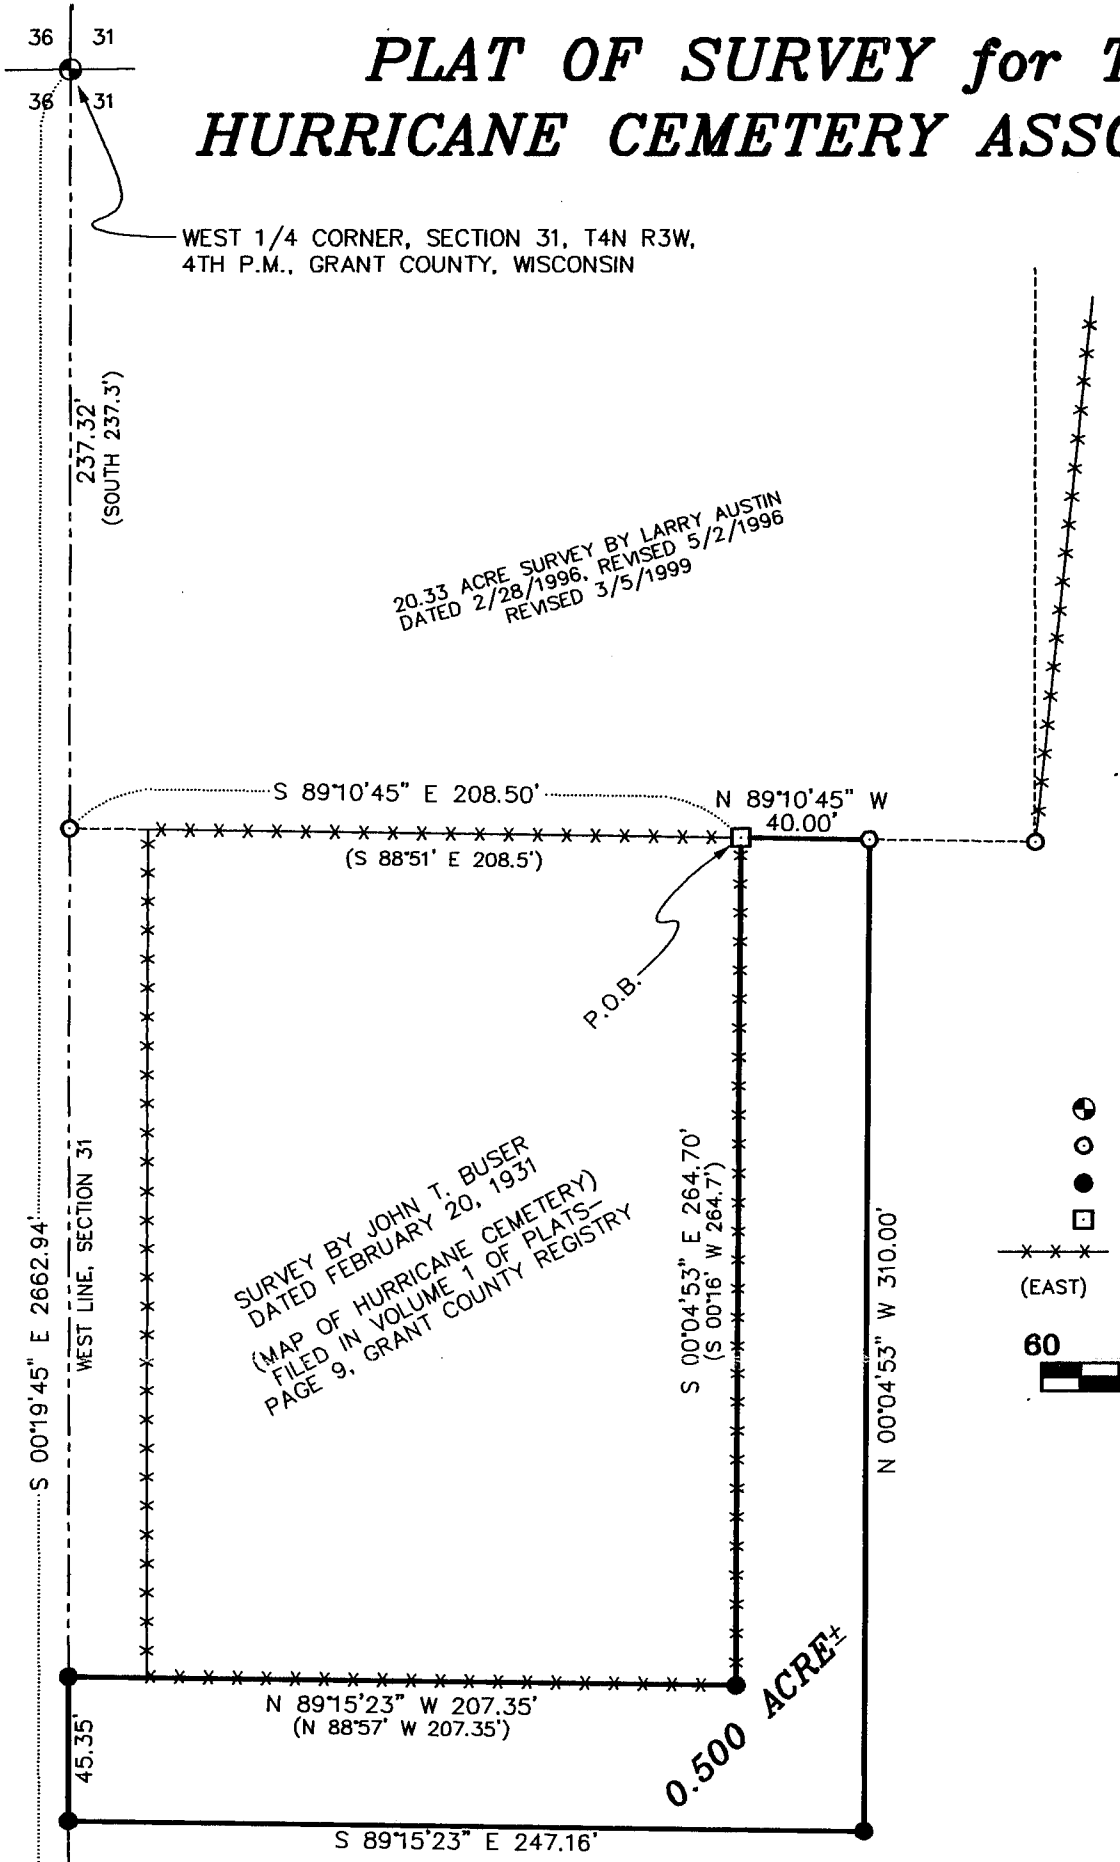 36 31
36 31
PLAT OF SURVEY for T
HURRICANE CEMETERY ASSO
WEST 1/4 CORNER, SECTION 31, T4N R3W,
4TH P.M., GRANT COUNTY, WISCONSIN
237.32'
(SOUTH 237.3')
20.33 ACRE SURVEY BY LARRY AUSTIN
DATED 2/28/1996, REVISED 5/2/1996
REVISED 3/5/1999
S 89°10'45" E 208.50'
(S 88°51' E 208.5')
N 89°10'45" W
40.00'
P.O.B.
S 00°19'45" E 2662.94'
WEST LINE, SECTION 31
SURVEY BY JOHN T. BUSER
DATED FEBRUARY 20, 1931
(MAP OF HURRICANE CEMETERY)
FILED IN VOLUME 1 OF PLATS–
PAGE 9, GRANT COUNTY REGISTRY
S 00°04'53" E 264.70'
(S 00°16' W 264.7')
N 00°04'53" W 310.00'
(EAST)
60
N 89°15'23" W 207.35'
(N 88°57' W 207.35')
0.500 ACRE±
45.35'
S 89°15'23" E 247.16'